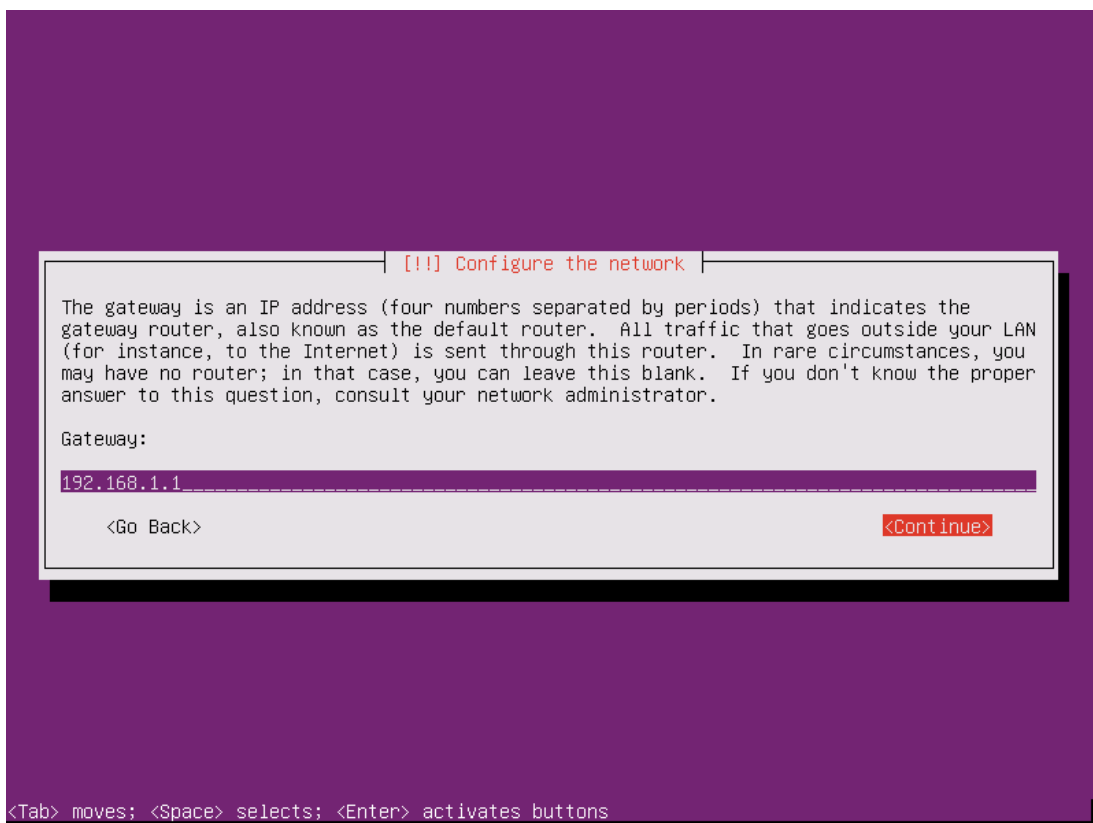 [!!] Configure the network
The gateway is an IP address (four numbers separated by periods) that indicates the
gateway router, also known as the default router.  All traffic that goes outside your LAN
(for instance, to the Internet) is sent through this router.  In rare circumstances, you
may have no router; in that case, you can leave this blank.  If you don't know the proper
answer to this question, consult your network administrator.
Gateway:
192.168.1.1
<Go Back> <Continue>
<Tab> moves; <Space> selects; <Enter> activates buttons